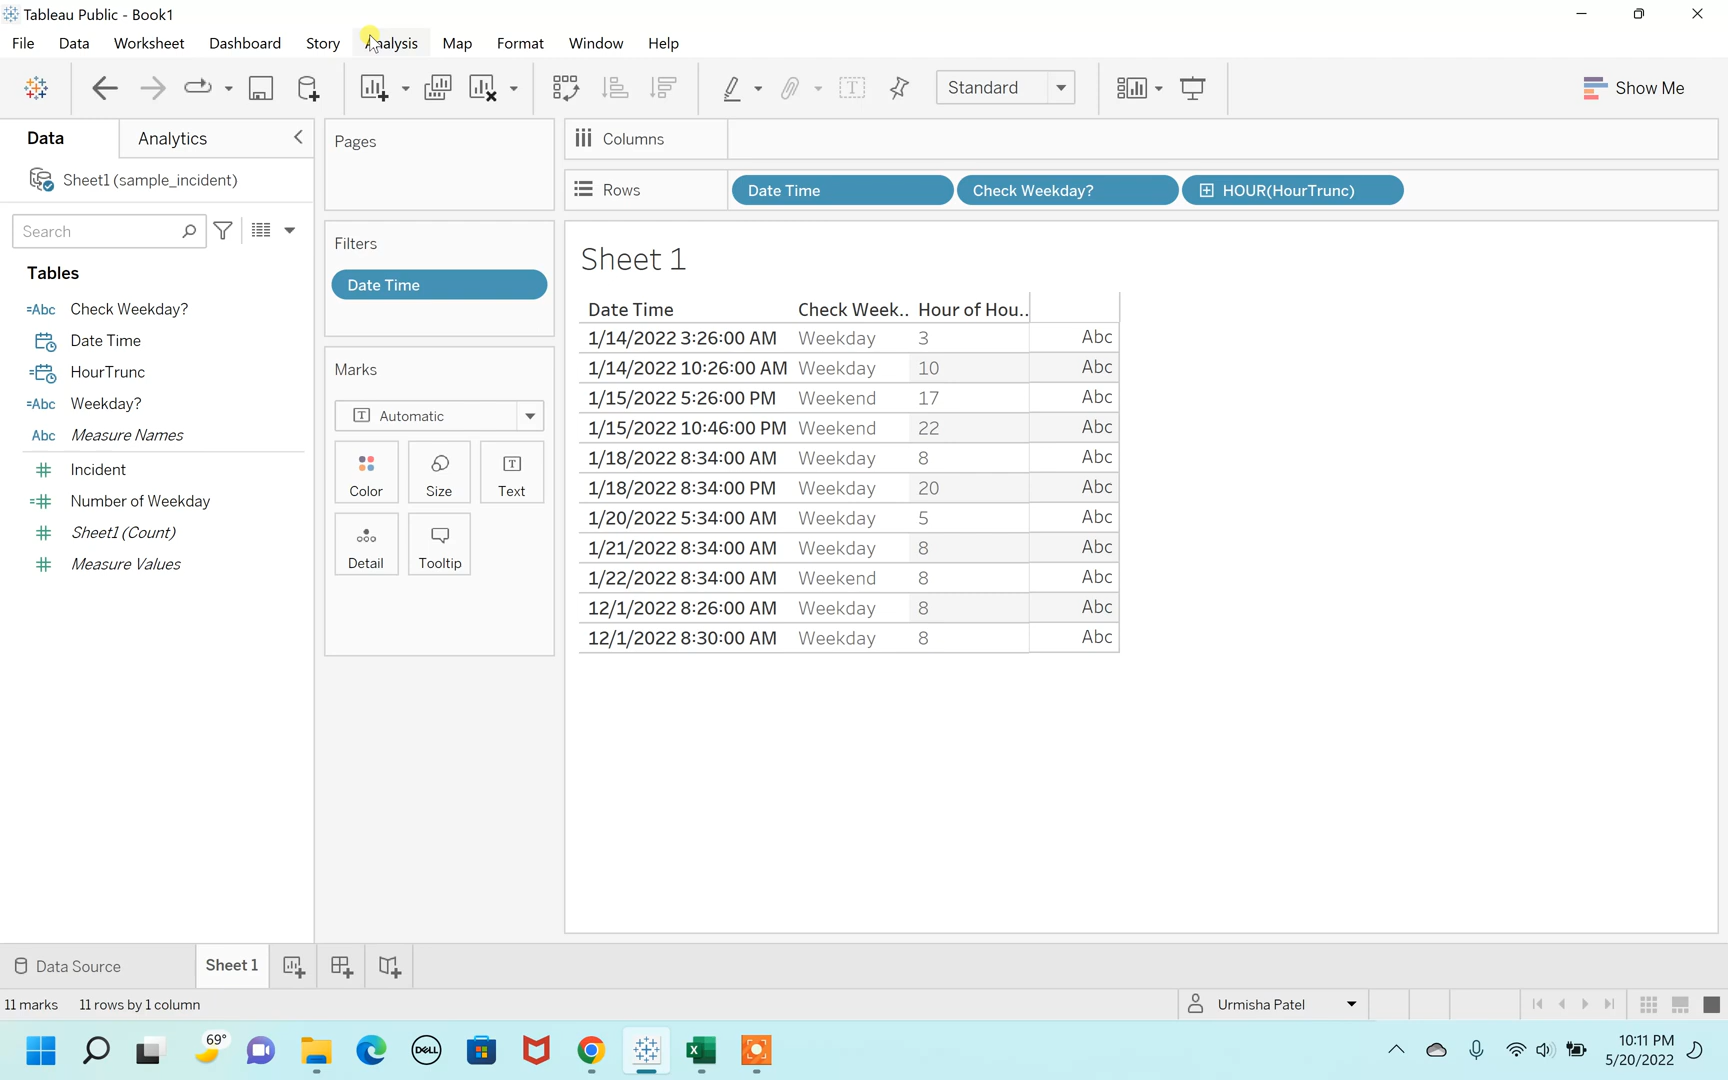 Tableau Public - Book1
File Data Worksheet Dashboard Story Analysis Map Format Window Help
Standard
Show Me
Data Analytics
Sheet1 (sample_incident)
Search
Tables
=Abc Check Weekday?
Date Time
HourTrunc
=Abc Weekday?
Abc Measure Names
Incident
Number of Weekday
Sheet1 (Count)
Measure Values
Pages
Filters
Date Time
Marks
Automatic
Color Size Text
Detail Tooltip
Columns
Rows Date Time Check Weekday? HOUR(HourTrunc)
Sheet 1
Date Time Check Week.. Hour of Hou..
1/14/2022 3:26:00 AM Weekday 3 Abc
1/14/2022 10:26:00 AM Weekday 10 Abc
1/15/2022 5:26:00 PM Weekend 17 Abc
1/15/2022 10:46:00 PM Weekend 22 Abc
1/18/2022 8:34:00 AM Weekday 8 Abc
1/18/2022 8:34:00 PM Weekday 20 Abc
1/20/2022 5:34:00 AM Weekday 5 Abc
1/21/2022 8:34:00 AM Weekday 8 Abc
1/22/2022 8:34:00 AM Weekend 8 Abc
12/1/2022 8:26:00 AM Weekday 8 Abc
12/1/2022 8:30:00 AM Weekday 8 Abc
Data Source Sheet 1
11 marks 11 rows by 1 column
Urmisha Patel
69°
DELL
10:11 PM
5/20/2022